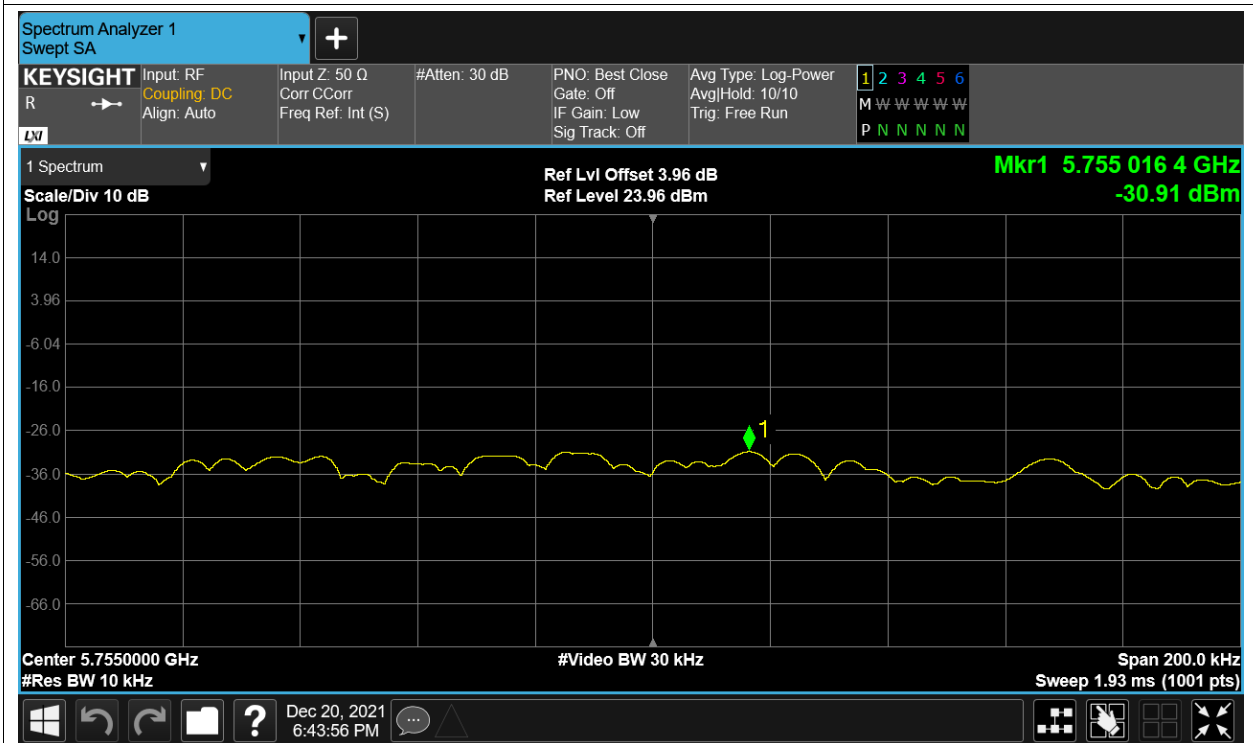 Spectrum Analyzer 1
Swept SA
KEYSIGHT Input: RF Input Z: 50 Ω #Atten: 30 dB PNO: Best Close Avg Type: Log-Power 1 2 3 4 5 6
R Coupling: DC Corr CCorr Gate: Off Avg|Hold: 10/10 M W W W W W
Align: Auto Freq Ref: Int (S) IF Gain: Low Trig: Free Run
LXI Sig Track: Off P N N N N N
1 Spectrum Ref Lvl Offset 3.96 dB Mkr1 5.755 016 4 GHz
Scale/Div 10 dB Ref Level 23.96 dBm -30.91 dBm
Log
14.0
3.96
-6.04
-16.0
-26.0
1
-36.0
-46.0
-56.0
-66.0
Center 5.7550000 GHz #Video BW 30 kHz Span 200.0 kHz
#Res BW 10 kHz Sweep 1.93 ms (1001 pts)
? Dec 20, 2021
6:43:56 PM